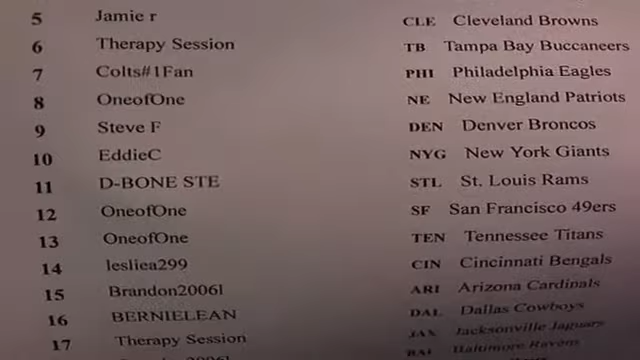 5 Jamie r CLE Cleveland Browns
6 Therapy Session TB Tampa Bay Buccaneers
7 Colts#1Fan PHI Philadelphia Eagles
8 OneofOne NE New England Patriots
9 Steve F DEN Denver Broncos
10 EddieC NYG New York Giants
11 D-BONE STE STL St. Louis Rams
12 OneofOne SF San Francisco 49ers
13 OneofOne TEN Tennessee Titans
14 lesliea299 CIN Cincinnati Bengals
15 Brandon2006l ARI Arizona Cardinals
16 BERNIELEAN DAL Dallas Cowboys
17 Therapy Session JAX Jacksonville Jaguars
BAL Baltimore Ravens